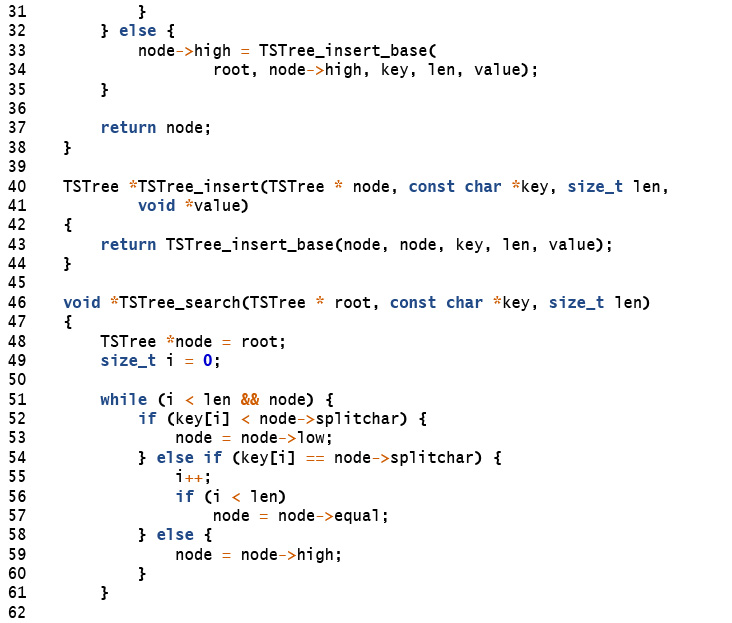 31             }
32         } else {
33             node->high = TSTree_insert_base(
34                     root, node->high, key, len, value);
35         }
36
37         return node;
38     }
39
40     TSTree *TSTree_insert(TSTree * node, const char *key, size_t len,
41             void *value)
42     {
43         return TSTree_insert_base(node, node, key, len, value);
44     }
45
46     void *TSTree_search(TSTree * root, const char *key, size_t len)
47     {
48         TSTree *node = root;
49         size_t i = 0;
50
51         while (i < len && node) {
52             if (key[i] < node->splitchar) {
53                 node = node->low;
54             } else if (key[i] == node->splitchar) {
55                 i++;
56                 if (i < len)
57                     node = node->equal;
58             } else {
59                 node = node->high;
60             }
61         }
62